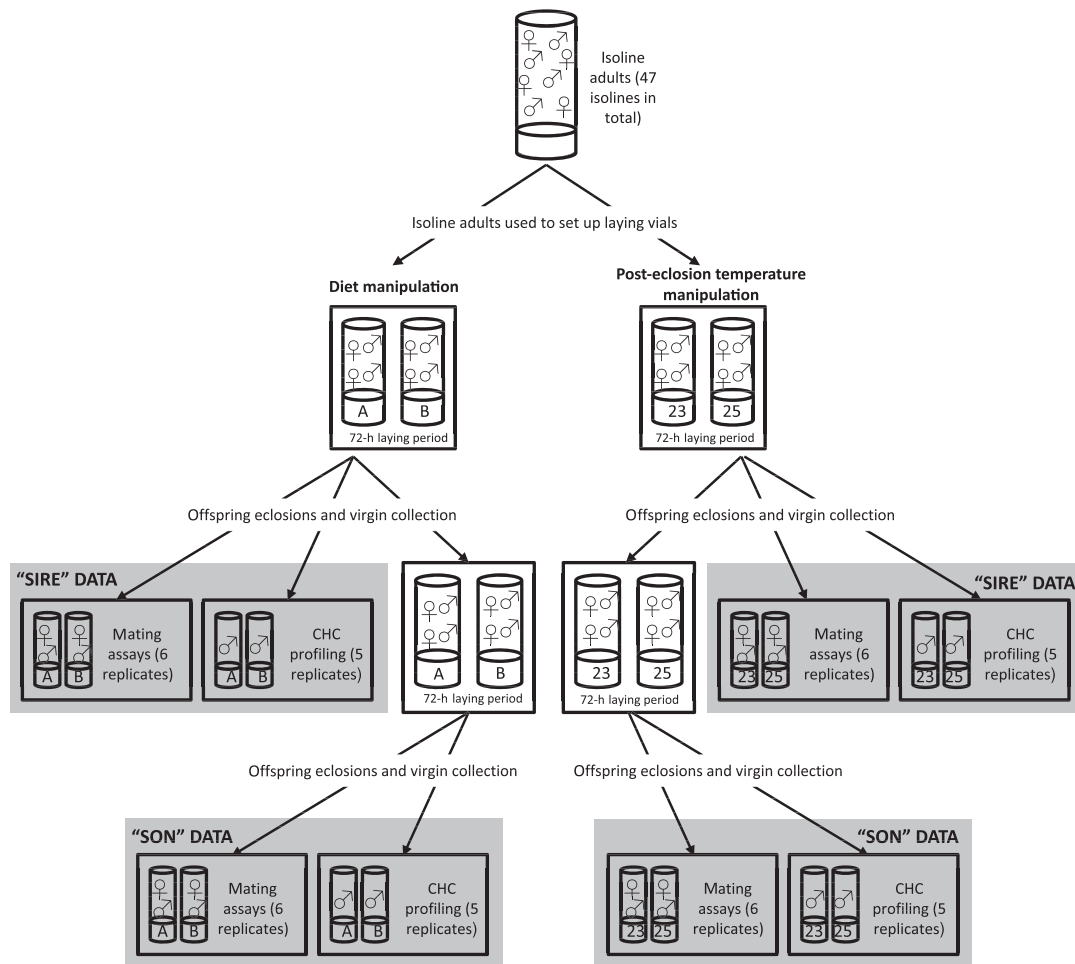 Isoline
adults (47
isolines in
total)
Isoline adults used to set up laying vials
Diet manipulation
Post-eclosion temperature
manipulation
A B
72-h laying period
23 25
72-h laying period
Offspring eclosions and virgin collection
Offspring eclosions and virgin collection
“SIRE” DATA
Mating
assays (6
replicates)
A B
CHC
profiling (5
replicates)
A B
A B
72-h laying period
23 25
72-h laying period
“SIRE” DATA
Mating
assays (6
replicates)
23 25
CHC
profiling (5
replicates)
23 25
Offspring eclosions and virgin collection
Offspring eclosions and virgin collection
“SON” DATA
Mating
assays (6
replicates)
A B
CHC
profiling (5
replicates)
A B
“SON” DATA
Mating
assays (6
replicates)
23 25
CHC
profiling (5
replicates)
23 25